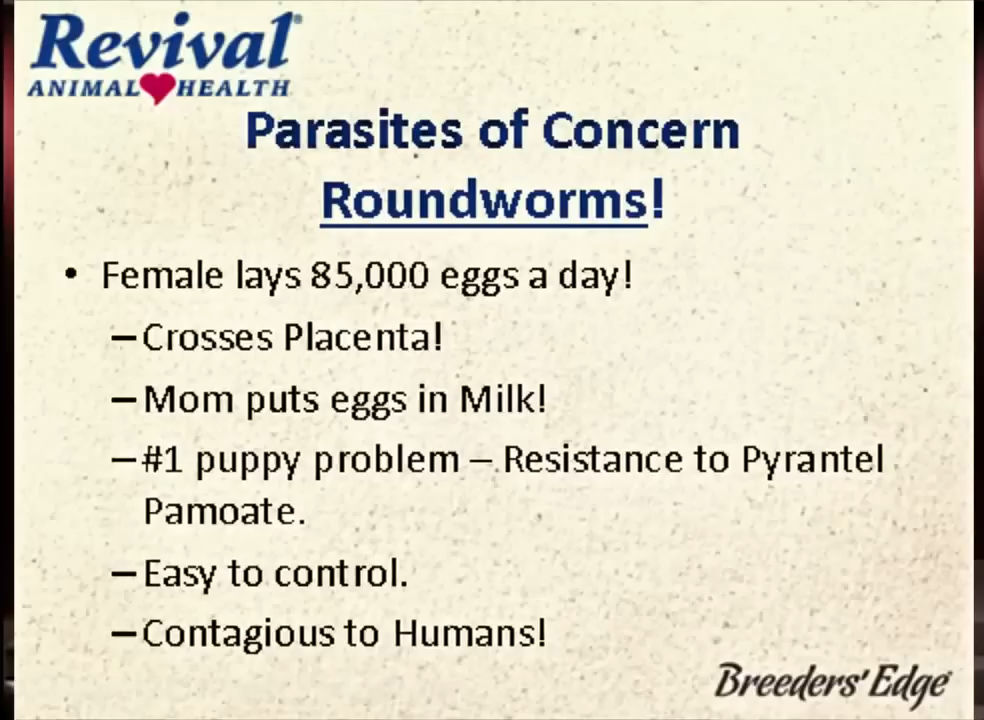 Revival®
ANIMAL HEALTH
Parasites of Concern
Roundworms!
• Female lays 85,000 eggs a day!
– Crosses Placenta!
– Mom puts eggs in Milk!
– #1 puppy problem – Resistance to Pyrantel
Pamoate.
– Easy to control.
– Contagious to Humans!
Breeders' Edge